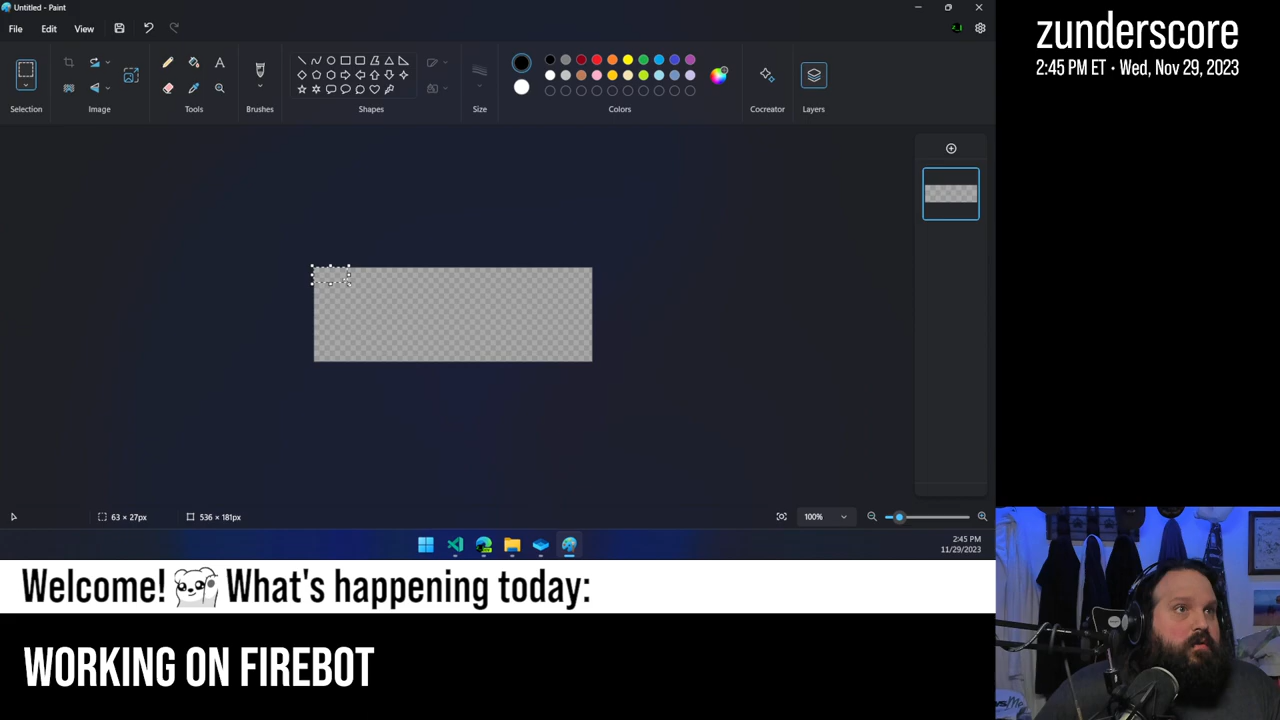 Untitled - Paint
File Edit View
Selection Image Tools Brushes Shapes Size Colors Cocreator Layers
63 × 27px 536 × 181px 100%
2:45 PM
11/29/2023
zunderscore
2:45 PM ET · Wed, Nov 29, 2023
Welcome! What's happening today:
WORKING ON FIREBOT